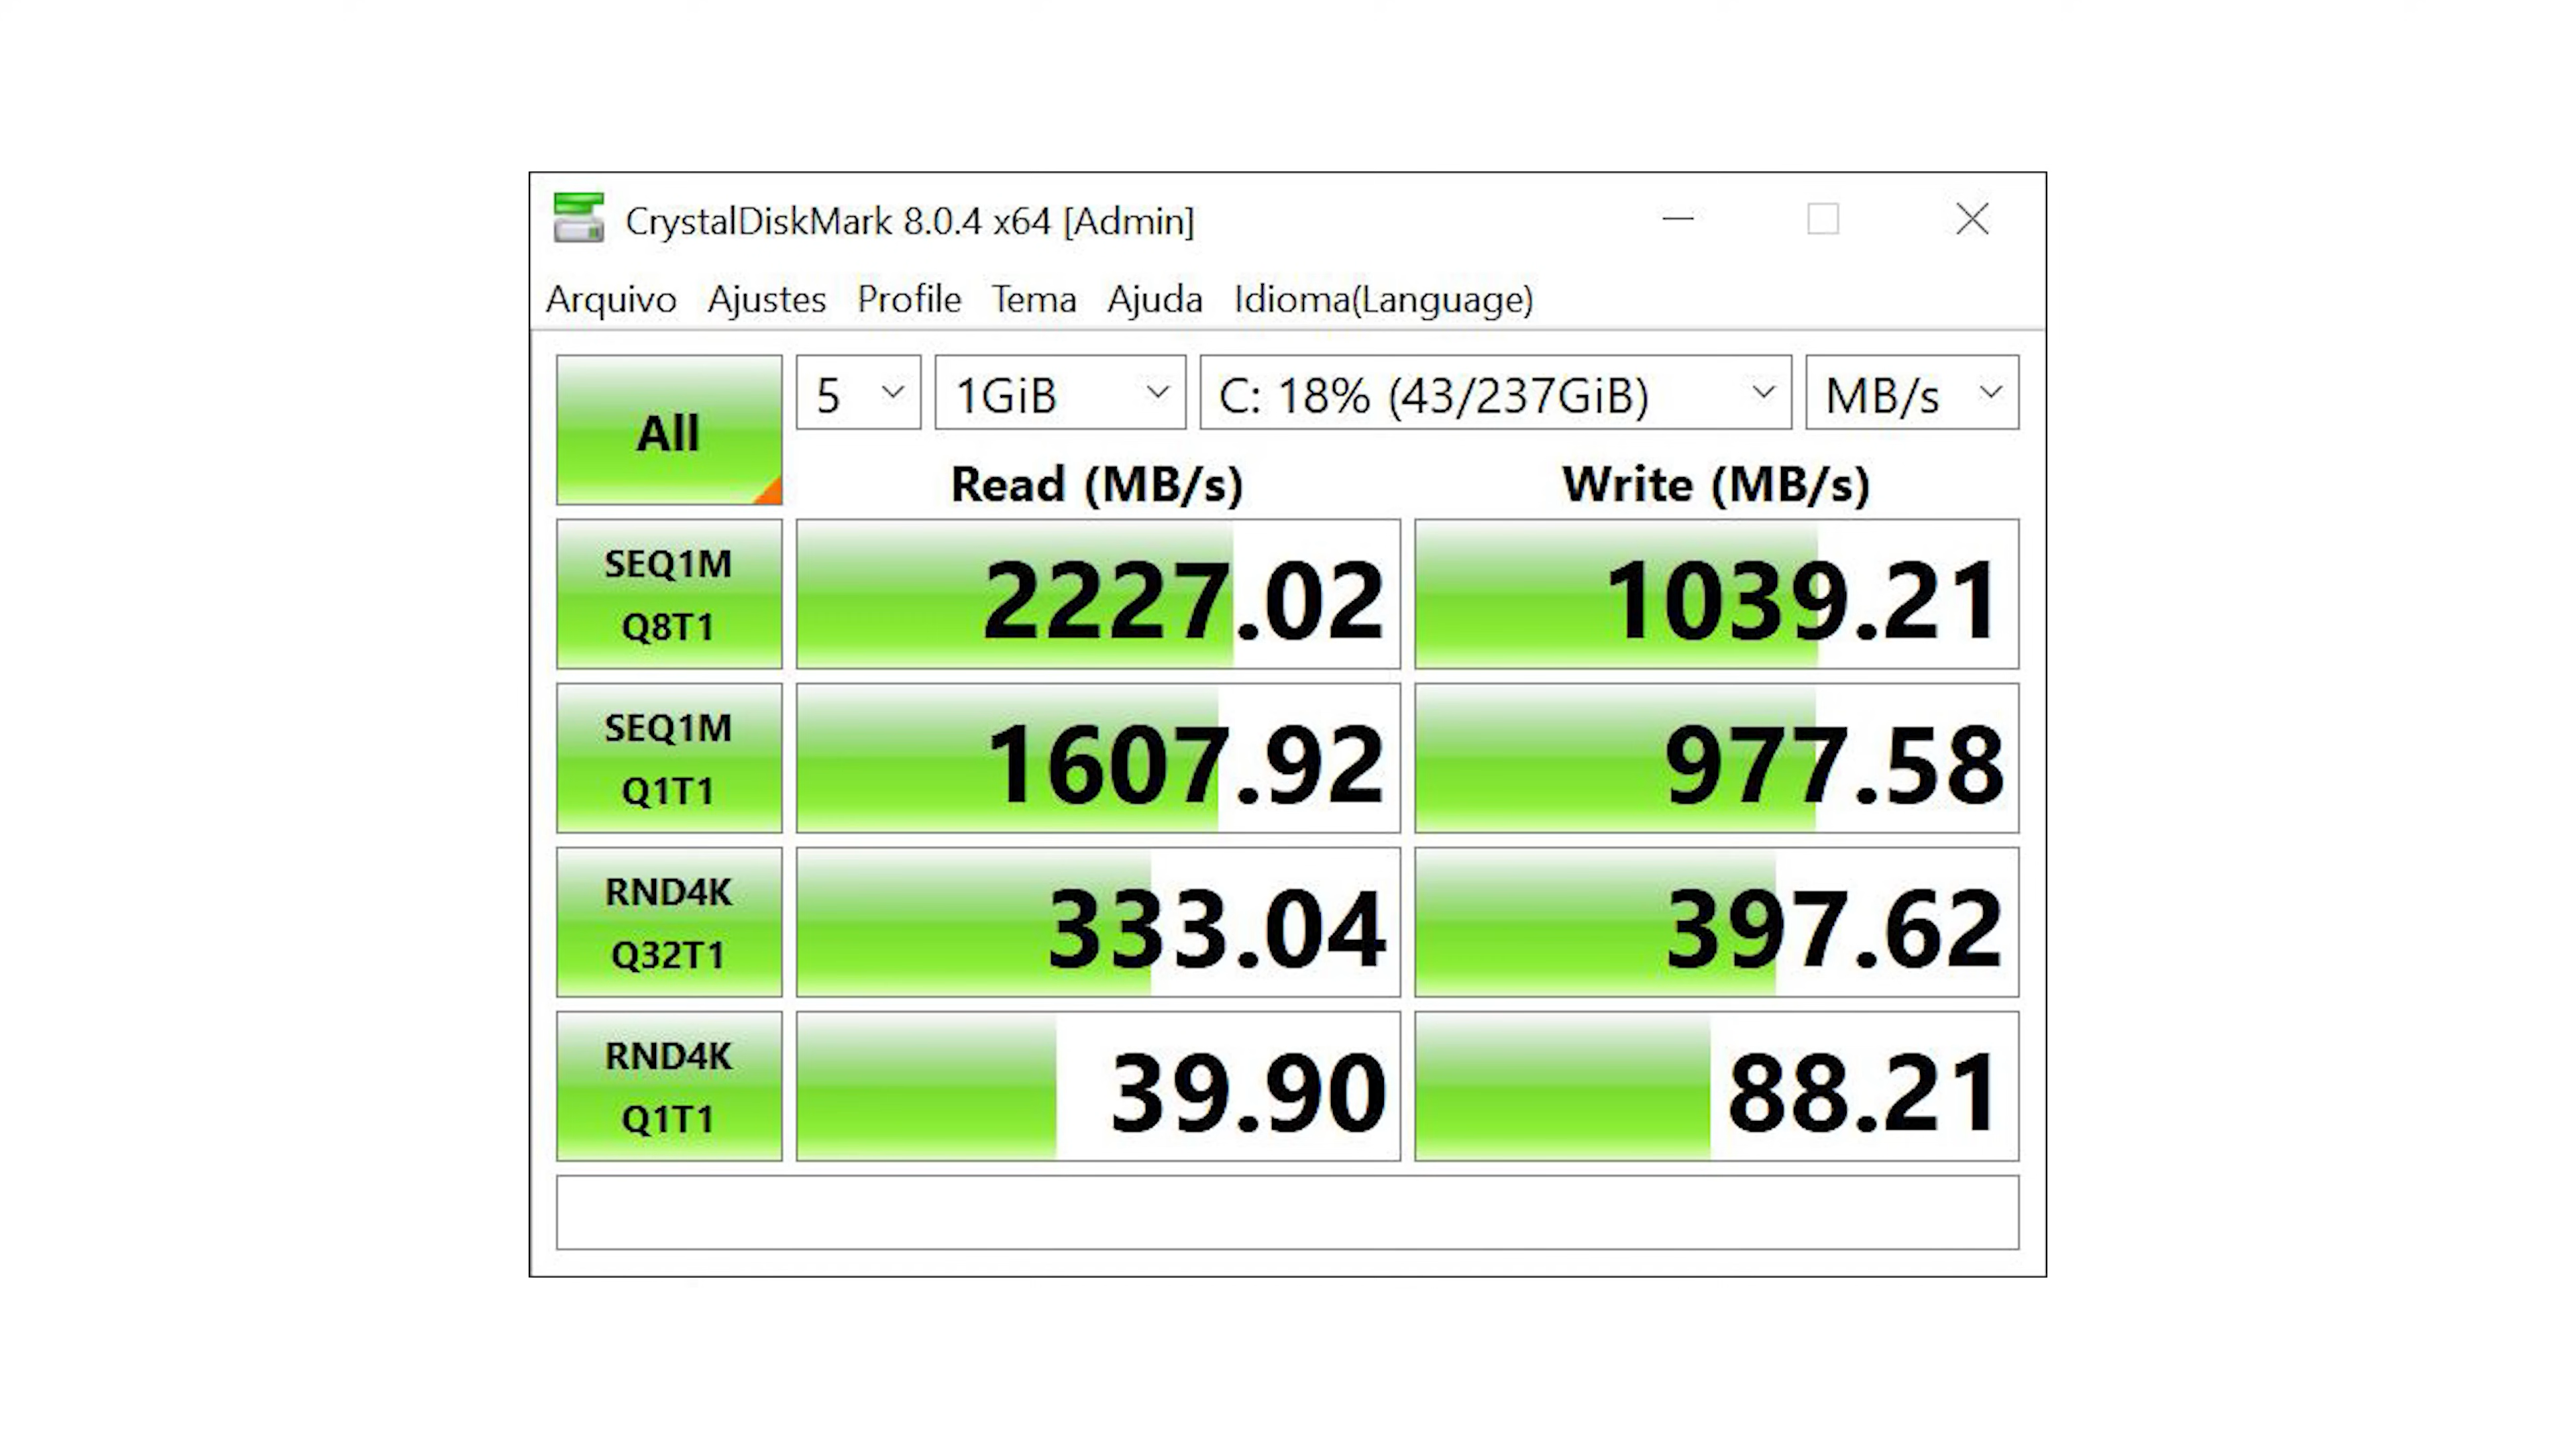 CrystalDiskMark 8.0.4 x64 [Admin]
Arquivo Ajustes Profile Tema Ajuda Idioma(Language)
All 5 1GiB C: 18% (43/237GiB) MB/s
Read (MB/s) Write (MB/s)
SEQ1M
Q8T1
2227.02 1039.21
SEQ1M
Q1T1
1607.92 977.58
RND4K
Q32T1
333.04 397.62
RND4K
Q1T1
39.90 88.21